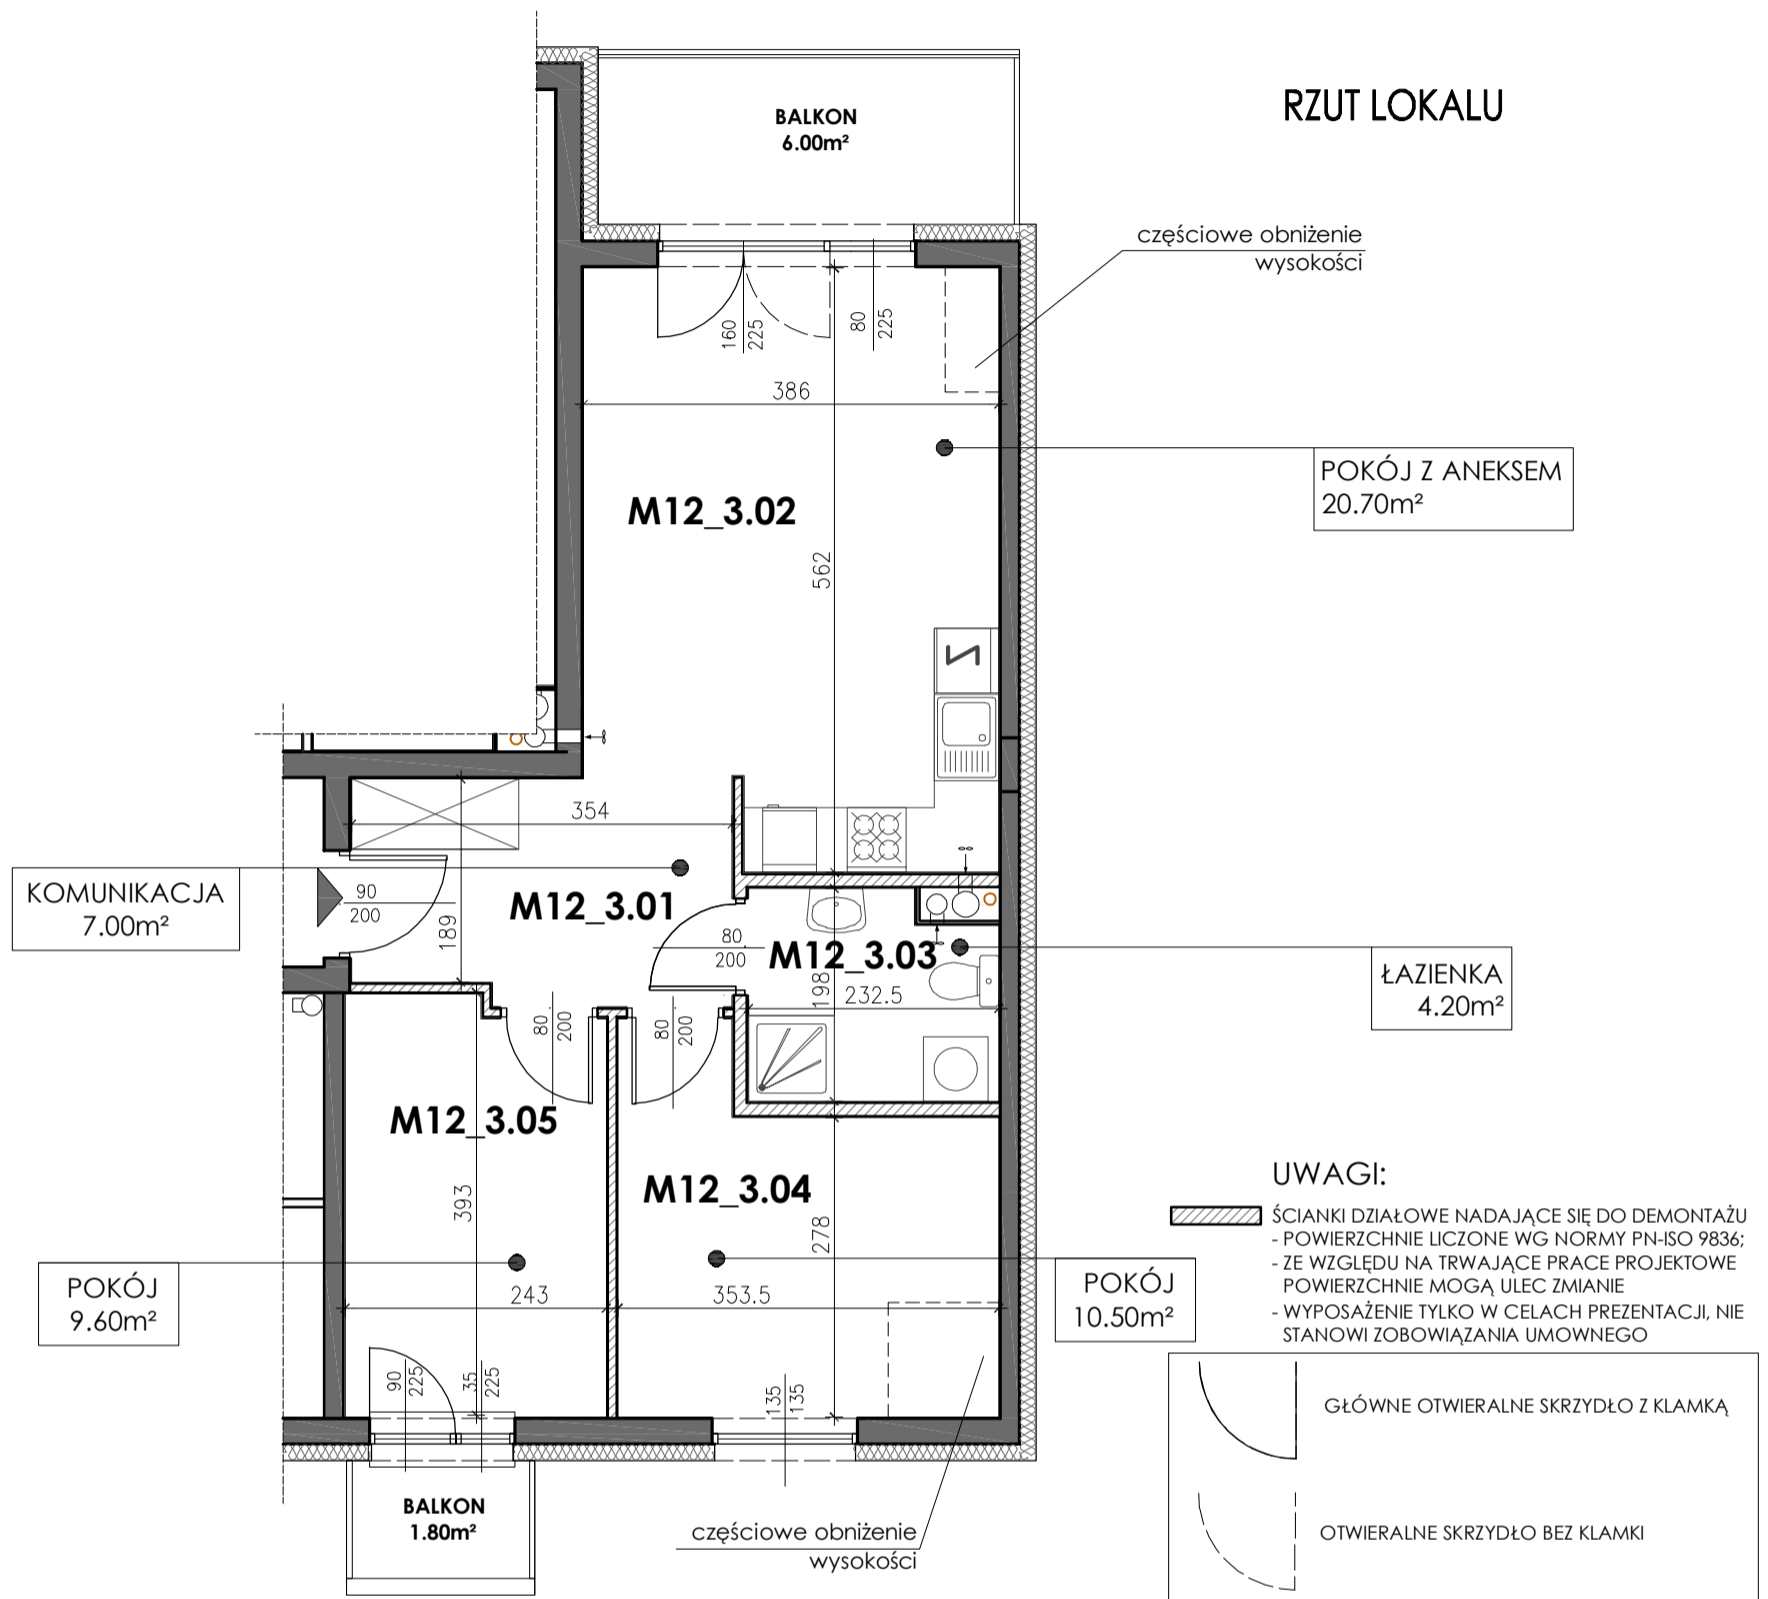 RZUT LOKALU
BALKON
6.00m²
częściowe obniżenie
wysokości
160
225
80
225
386
POKÓJ Z ANEKSEM
20.70m²
M12_3.02
562
354
KOMUNIKACJA
7.00m²
90
200
189
M12_3.01
80
200
M12_3.03
198
232.5
ŁAZIENKA
4.20m²
80
200
80
200
M12_3.05
M12_3.04
393
278
POKÓJ
9.60m²
243
353.5
POKÓJ
10.50m²
90
225
35
225
135
135
BALKON
1.80m²
częściowe obniżenie
wysokości
UWAGI:
ŚCIANKI DZIAŁOWE NADAJĄCE SIĘ DO DEMONTAŻU
- POWIERZCHNIE LICZONE WG NORMY PN-ISO 9836;
- ZE WZGLĘDU NA TRWAJĄCE PRACE PROJEKTOWE
POWIERZCHNIE MOGĄ ULEC ZMIANIE
- WYPOSAŻENIE TYLKO W CELACH PREZENTACJI, NIE
STANOWI ZOBOWIĄZANIA UMOWNEGO
GŁÓWNE OTWIERALNE SKRZYDŁO Z KLAMKĄ
OTWIERALNE SKRZYDŁO BEZ KLAMKI